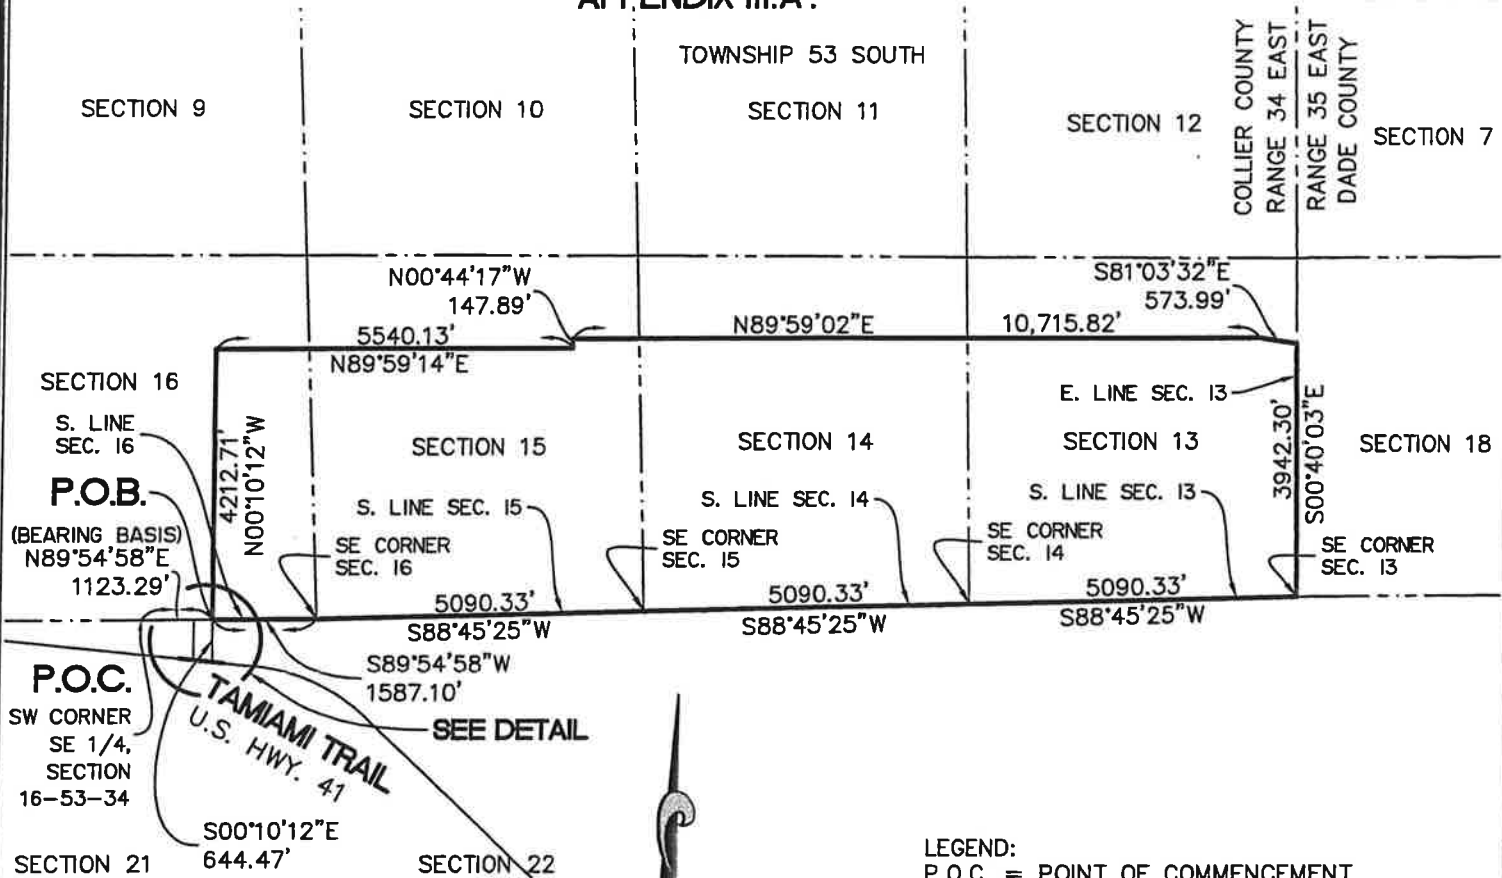 APPENDIX III.A.
TOWNSHIP 53 SOUTH
SECTION 9
SECTION 10
SECTION 11
SECTION 12
COLLIER COUNTY
RANGE 34 EAST
RANGE 35 EAST
DADE COUNTY
SECTION 7
N00°44'17"W
147.89'
S81°03'32"E
573.99'
5540.13'
N89°59'14"E
N89°59'02"E
10,715.82'
SECTION 16
S. LINE
SEC. 16
4212.71'
N00°10'12"W
SECTION 15
SECTION 14
SECTION 13
E. LINE SEC. 13
3942.30'
S00°40'03"E
SECTION 18
P.O.B.
(BEARING BASIS)
N89°54'58"E
1123.29'
S. LINE SEC. 15
S. LINE SEC. 14
S. LINE SEC. 13
SE CORNER
SEC. 16
SE CORNER
SEC. 15
SE CORNER
SEC. 14
SE CORNER
SEC. 13
5090.33'
S88°45'25"W
5090.33'
S88°45'25"W
5090.33'
S88°45'25"W
S89°54'58"W
1587.10'
P.O.C.
SW CORNER
SE 1/4,
SECTION
16-53-34
TAMIAMI TRAIL
U.S. HWY. 41
SEE DETAIL
S00°10'12"E
644.47'
SECTION 21
SECTION 22
LEGEND:
P.O.C. = POINT OF COMMENCEMENT